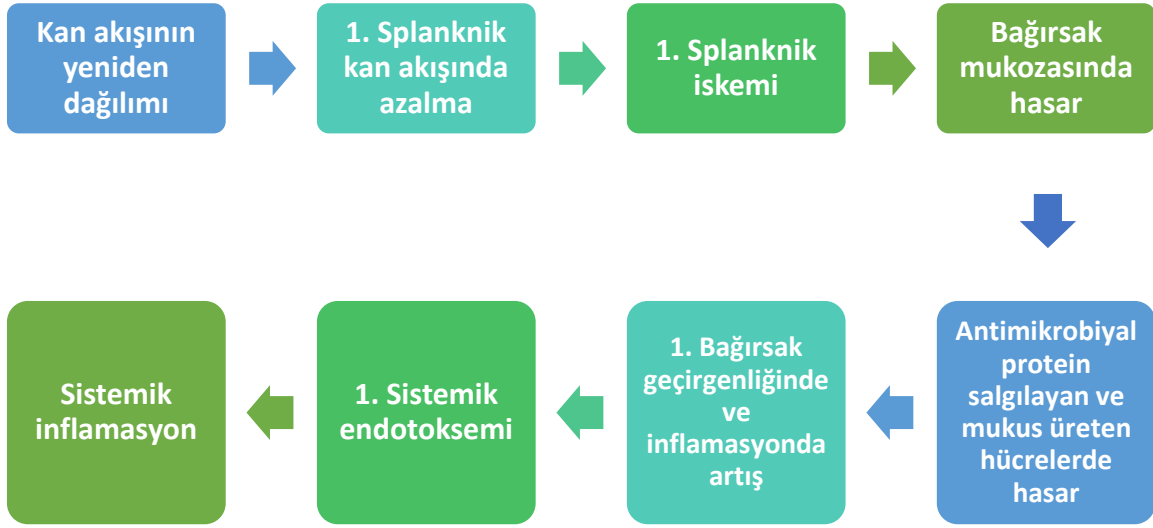 Kan akışının
yeniden
dağılımı
1. Splanknik
kan akışında
azalma
1. Splanknik
iskemi
Bağırsak
mukozasında
hasar
Antimikrobiyal
protein
salgılayan ve
mukus üreten
hücrelerde
hasar
1. Bağırsak
geçirgenliğinde
ve
inflamasyonda
artış
1. Sistemik
endotoksemi
Sistemik
inflamasyon